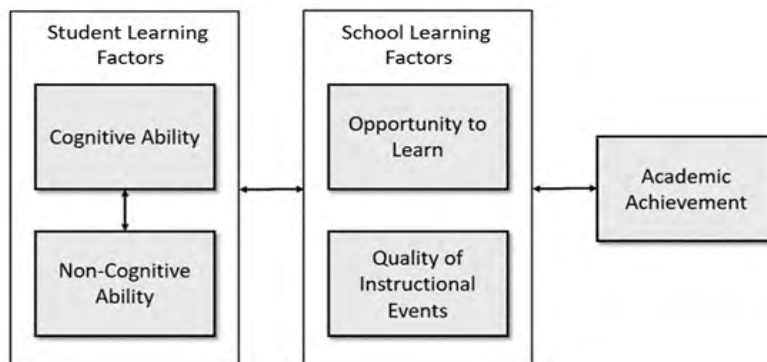 Student Learning
Factors
Cognitive Ability
Non-Cognitive
Ability
School Learning
Factors
Opportunity to
Learn
Quality of
Instructional
Events
Academic
Achievement